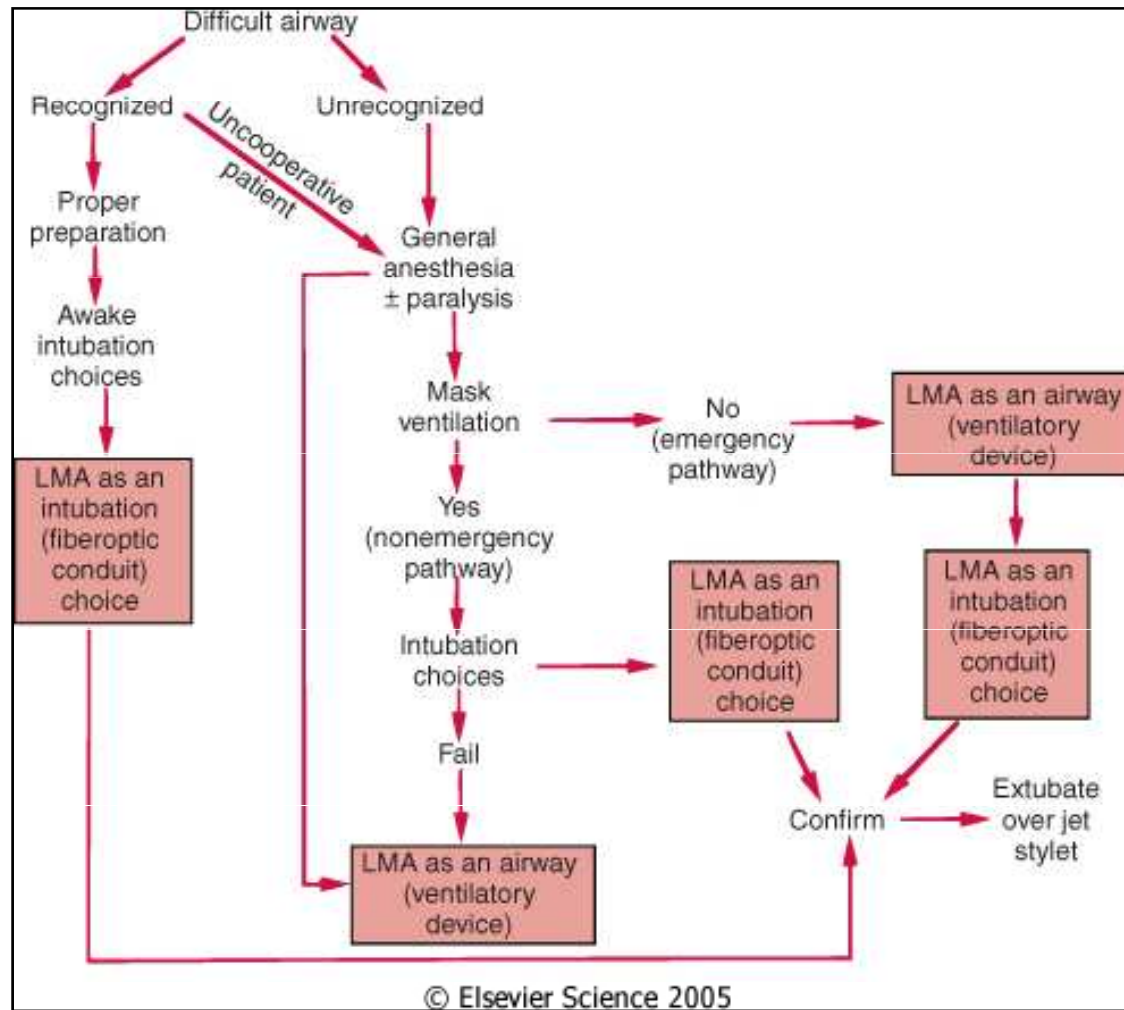 Difficult airway
Recognized
Unrecognized
Uncooperative
patient
Proper
preparation
General
anesthesia
± paralysis
Awake
intubation
choices
Mask
ventilation
No
(emergency
pathway)
LMA as an airway
(ventilatory
device)
LMA as an
intubation
(fiberoptic
conduit)
choice
Yes
(nonemergency
pathway)
LMA as an
intubation
(fiberoptic
conduit)
choice
LMA as an
intubation
(fiberoptic
conduit)
choice
Intubation
choices
Fail
Confirm
Extubate
over jet
stylet
LMA as an airway
(ventilatory
device)
© Elsevier Science 2005